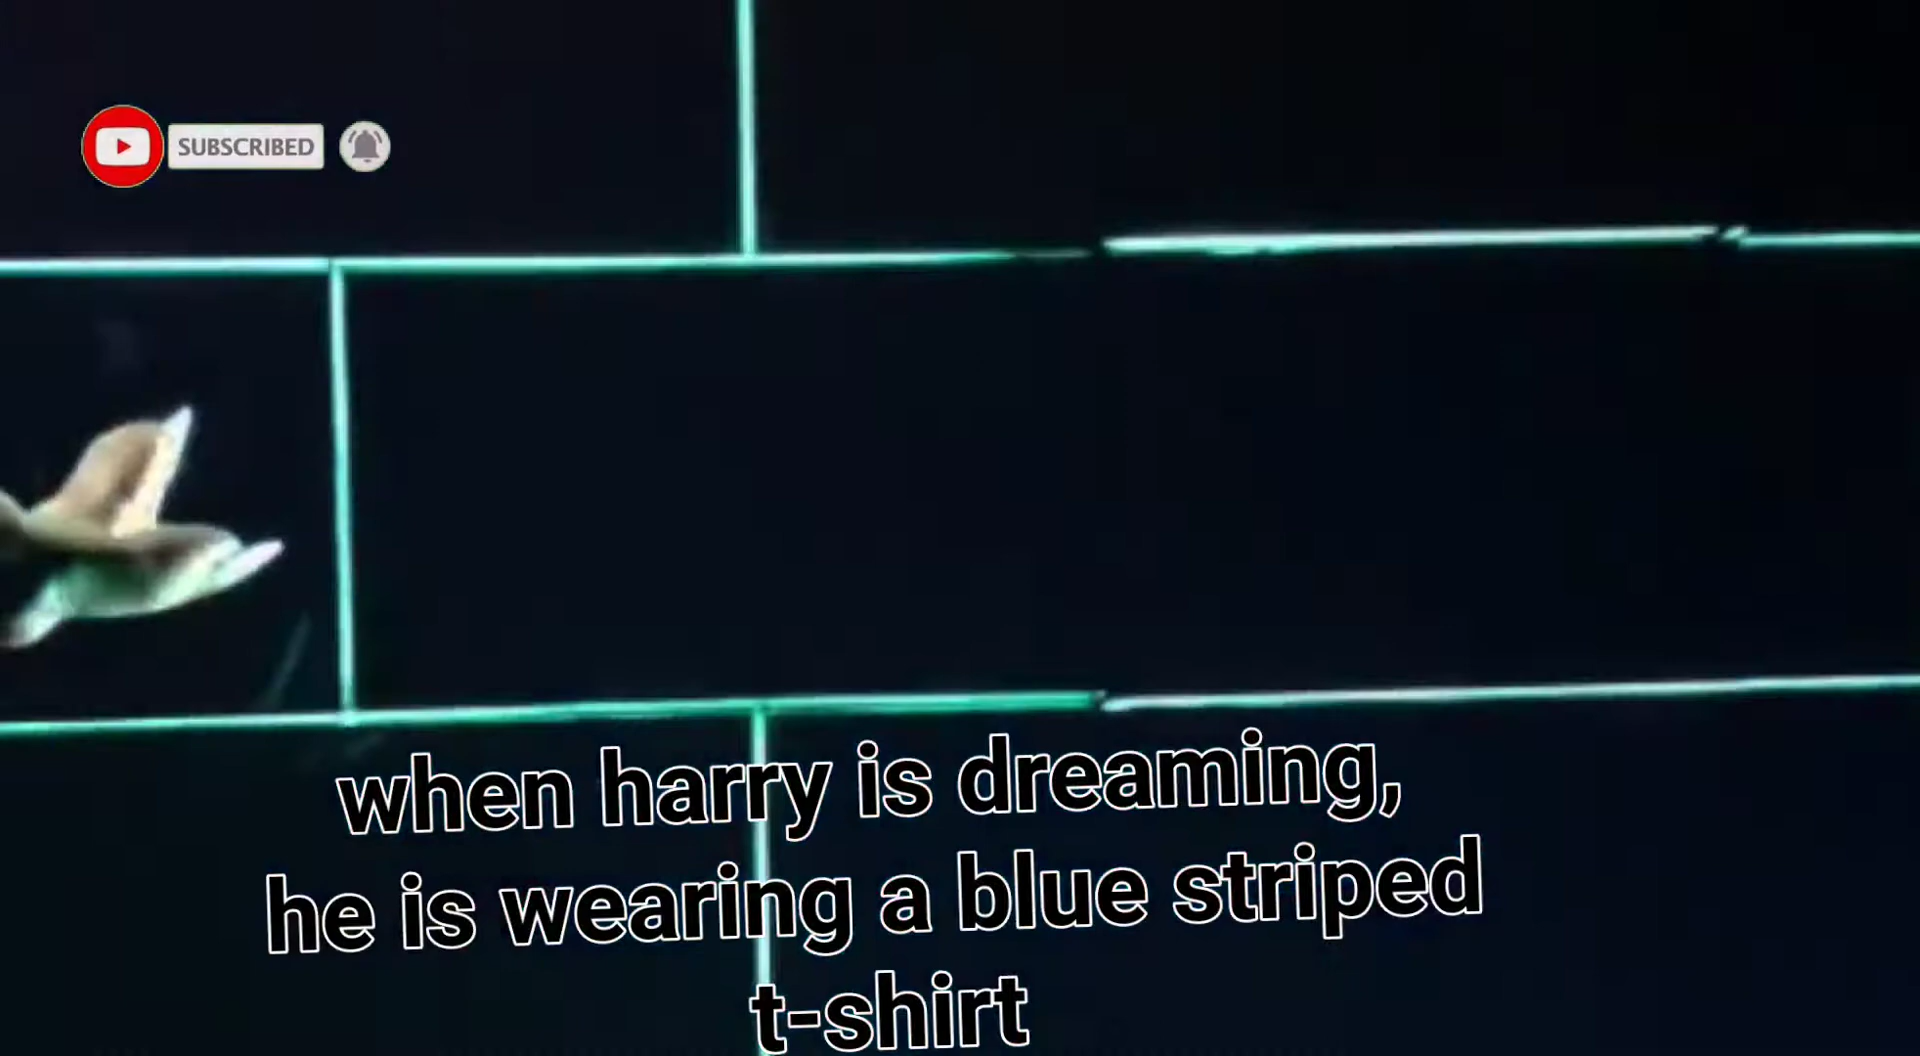 SUBSCRIBED
when harry is dreaming,
he is wearing a blue striped
t-shirt